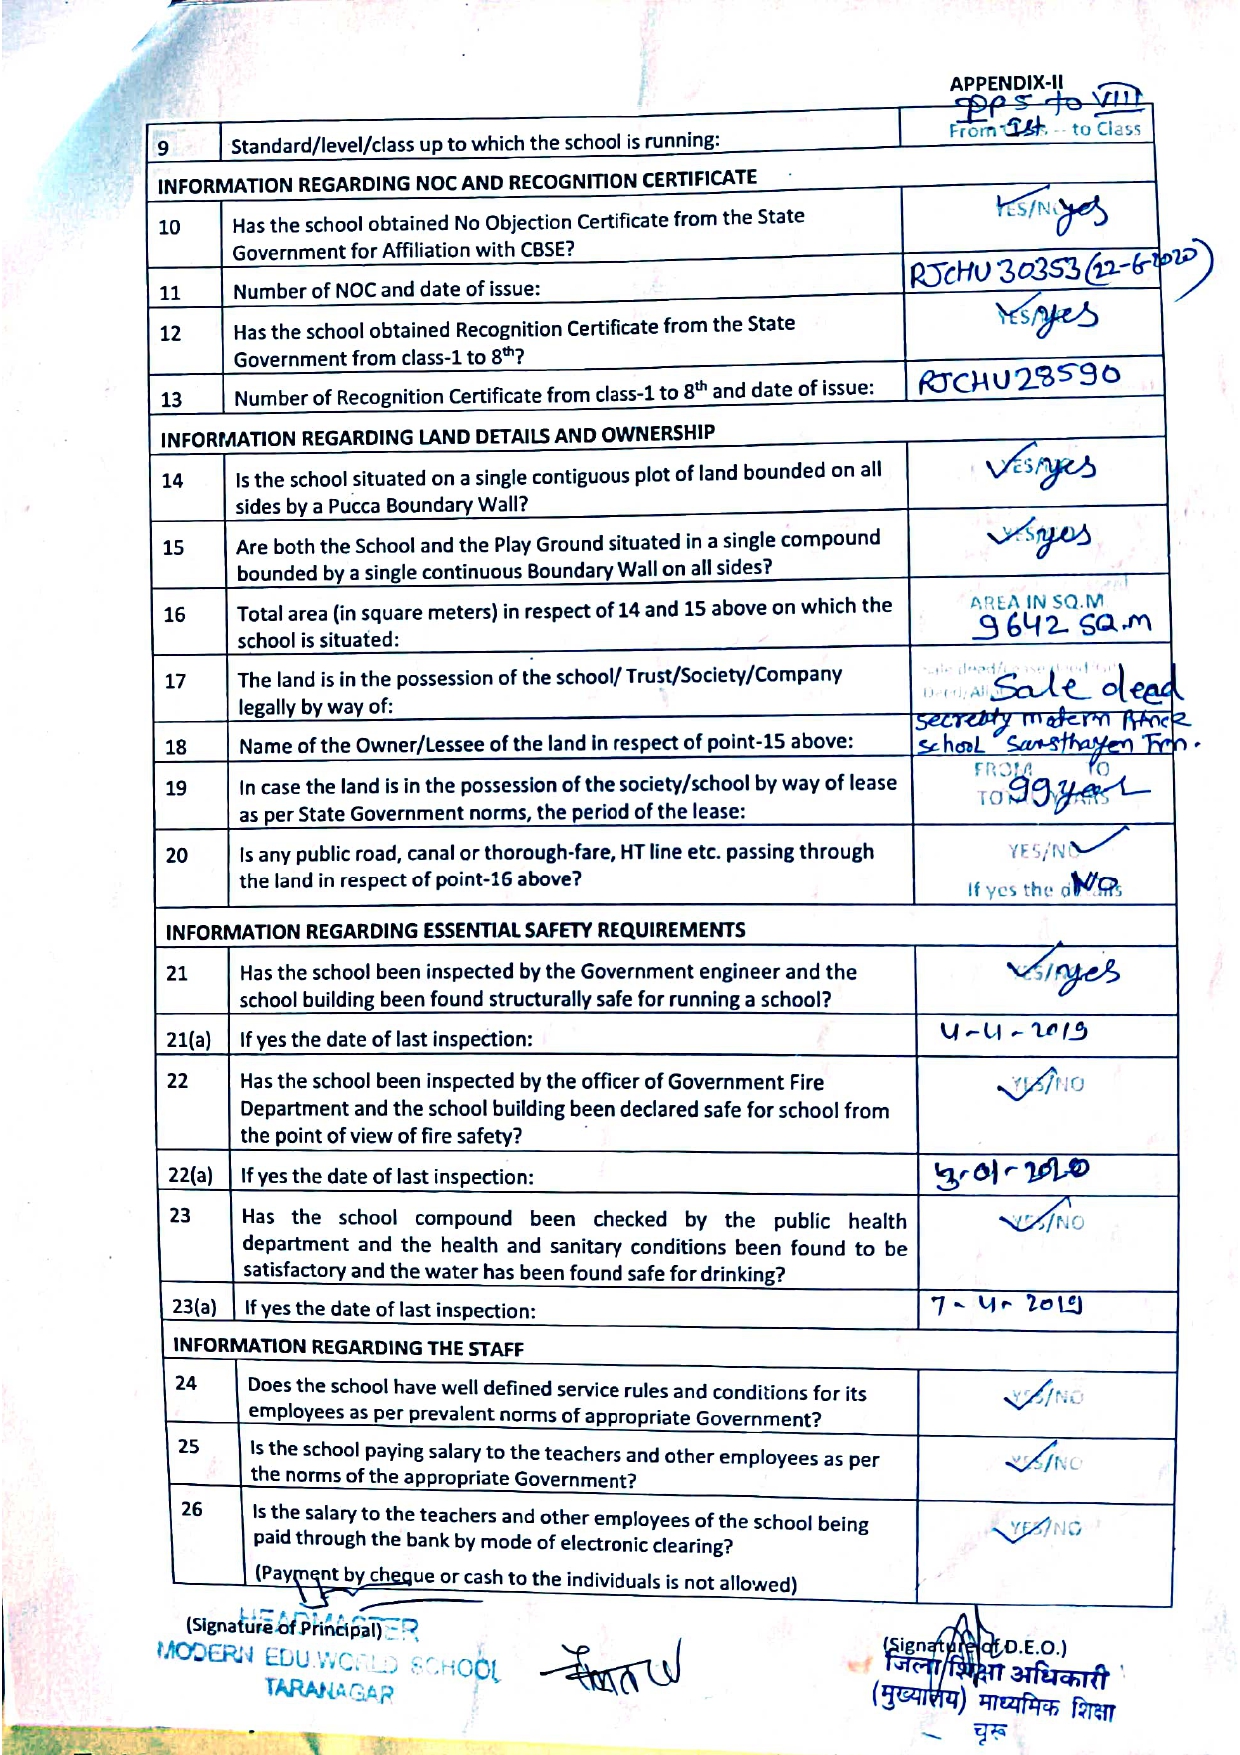 APPENDIX-II
PPS to VIII
9 Standard/level/class up to which the school is running: From 1st -- to Class
INFORMATION REGARDING NOC AND RECOGNITION CERTIFICATE
10 Has the school obtained No Objection Certificate from the State YES/NO yes
Government for Affiliation with CBSE?
11 Number of NOC and date of issue: RJCHU30353 (22-6-2020)
12 Has the school obtained Recognition Certificate from the State YES/ yes
Government from class-1 to 8th?
13 Number of Recognition Certificate from class-1 to 8th and date of issue: RJCHU28590
INFORMATION REGARDING LAND DETAILS AND OWNERSHIP
14 Is the school situated on a single contiguous plot of land bounded on all YES/ yes
sides by a Pucca Boundary Wall?
15 Are both the School and the Play Ground situated in a single compound yes
bounded by a single continuous Boundary Wall on all sides?
16 Total area (in square meters) in respect of 14 and 15 above on which the AREA IN SQ.M
school is situated: 9642 SQ.M
17 The land is in the possession of the school/ Trust/Society/Company
legally by way of: Sale dead
18 Name of the Owner/Lessee of the land in respect of point-15 above: school
19 In case the land is in the possession of the society/school by way of lease FROM TO
as per State Government norms, the period of the lease: 99 year
20 Is any public road, canal or thorough-fare, HT line etc. passing through YES/NO
the land in respect of point-16 above? If yes the NO
INFORMATION REGARDING ESSENTIAL SAFETY REQUIREMENTS
21 Has the school been inspected by the Government engineer and the YES/ yes
school building been found structurally safe for running a school?
21(a) If yes the date of last inspection: 4-4-2019
22 Has the school been inspected by the officer of Government Fire YES/NO
Department and the school building been declared safe for school from
the point of view of fire safety?
22(a) If yes the date of last inspection: -01-2020
23 Has the school compound been checked by the public health YES/NO
department and the health and sanitary conditions been found to be
satisfactory and the water has been found safe for drinking?
23(a) If yes the date of last inspection: 7-4-2019
INFORMATION REGARDING THE STAFF
24 Does the school have well defined service rules and conditions for its YES/NO
employees as per prevalent norms of appropriate Government?
25 Is the school paying salary to the teachers and other employees as per YES/NO
the norms of the appropriate Government?
26 Is the salary to the teachers and other employees of the school being YES/NO
paid through the bank by mode of electronic clearing?
(Payment by cheque or cash to the individuals is not allowed)
(Signature of Principal) HEADMASTER
MODERN EDU.WORLD SCHOOL
TARANAGAR
(Signature of D.E.O.)
जिला शिक्षा अधिकारी
(मुख्यालय) माध्यमिक शिक्षा
चूरू